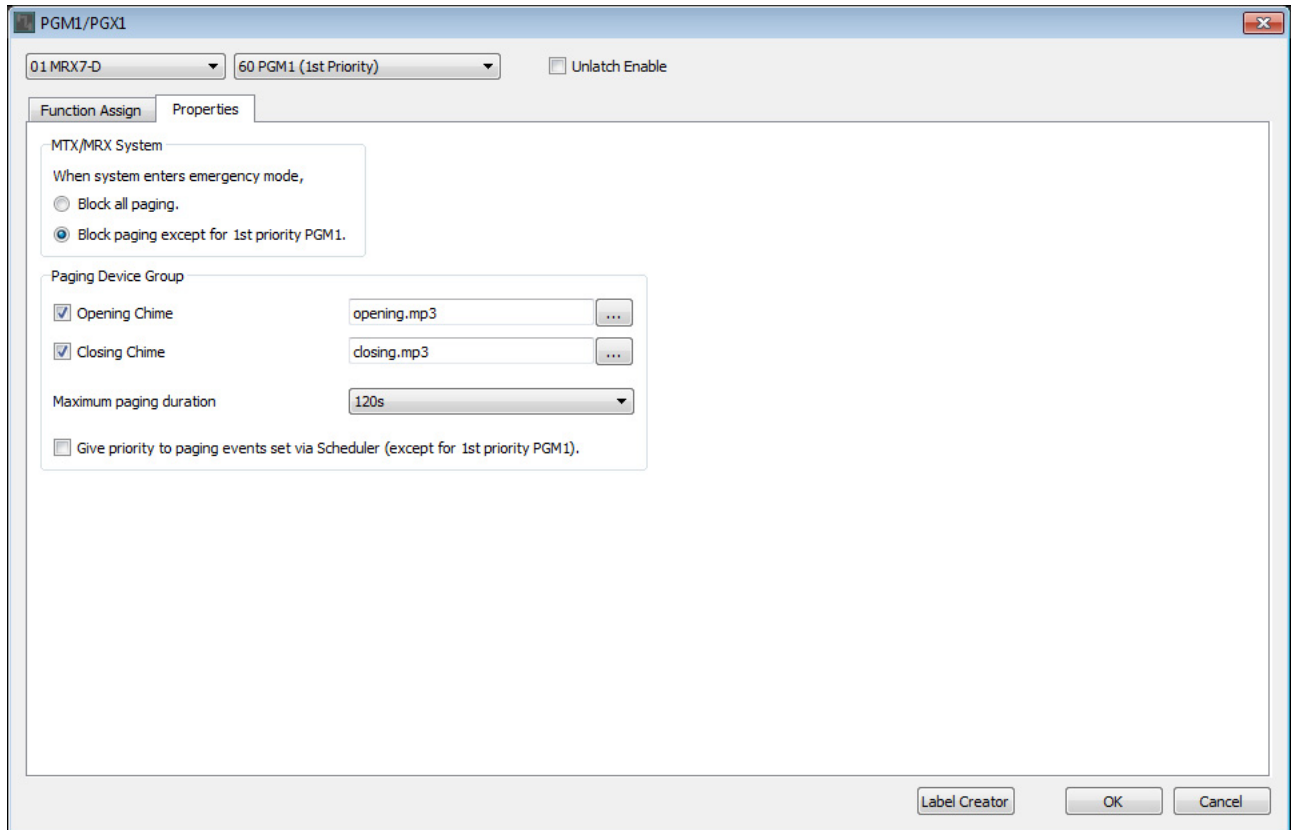 PGM1/PGX1
01 MRX7-D 60 PGM1 (1st Priority) Unlatch Enable
Function Assign Properties
MTX/MRX System
When system enters emergency mode,
Block all paging.
Block paging except for 1st priority PGM1.
Paging Device Group
Opening Chime opening.mp3 ...
Closing Chime closing.mp3 ...
Maximum paging duration 120s
Give priority to paging events set via Scheduler (except for 1st priority PGM1).
Label Creator OK Cancel